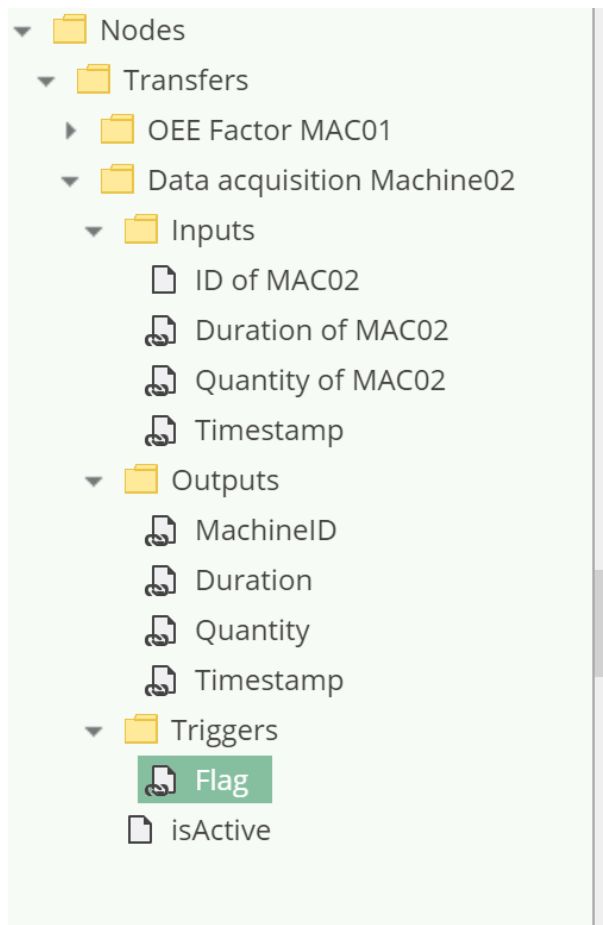 Nodes
Transfers
OEE Factor MAC01
Data acquisition Machine02
Inputs
ID of MAC02
Duration of MAC02
Quantity of MAC02
Timestamp
Outputs
MachineID
Duration
Quantity
Timestamp
Triggers
Flag
isActive